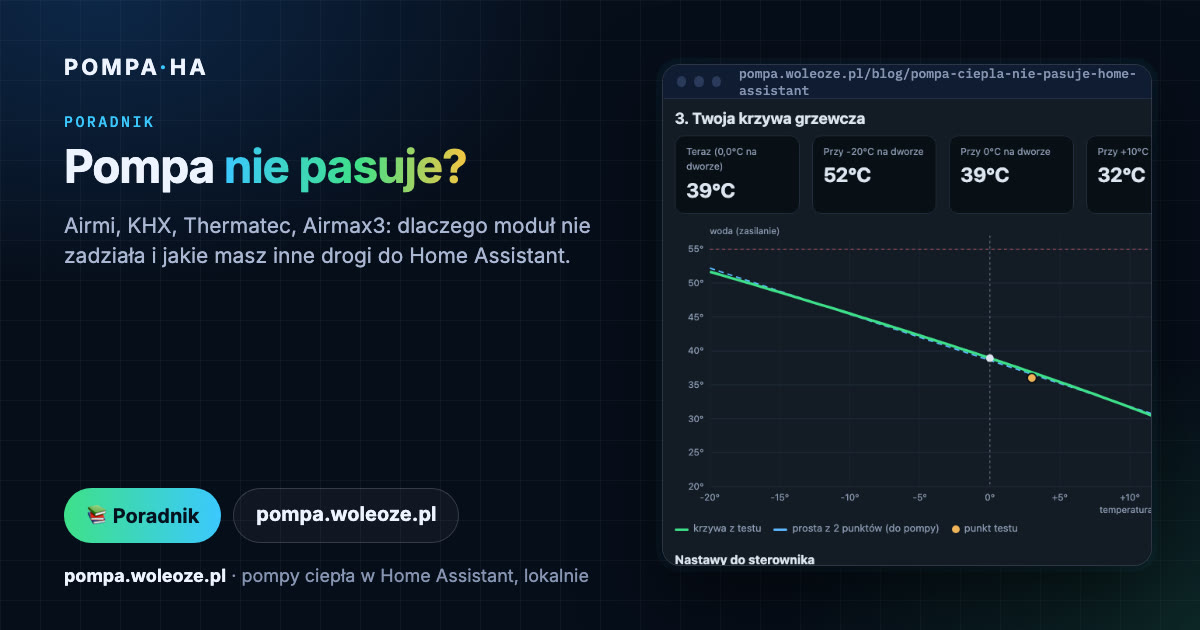 POMPA·HA
PORADNIK
Pompa nie pasuje?
Airmi, KHX, Thermatec, Airmax3: dlaczego moduł nie
zadziała i jakie masz inne drogi do Home Assistant.
Poradnik
pompa.woleoze.pl
pompa.woleoze.pl · pompy ciepła w Home Assistant, lokalnie
pompa.woleoze.pl/blog/pompa-ciepla-nie-pasuje-home-
assistant
3. Twoja krzywa grzewcza
Teraz (0,0°C na
dworze)
39°C
Przy -20°C na dworze
52°C
Przy 0°C na dworze
39°C
Przy +10°C
32°C
woda (zasilanie)
55°
50°
45°
40°
35°
30°
25°
20°
-20°
-15°
-10°
-5°
0°
+5°
+10°
temperatura
krzywa z testu
prosta z 2 punktów (do pompy)
punkt testu
Nastawy do sterownika